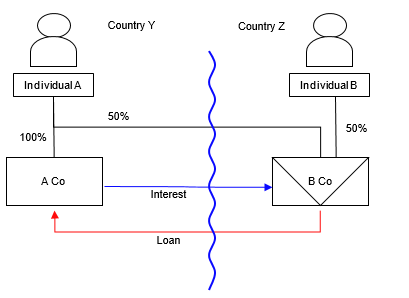 Country Y
Country Z
Individual A
Individual B
50%
100%
50%
A Co
B Co
Interest
Loan